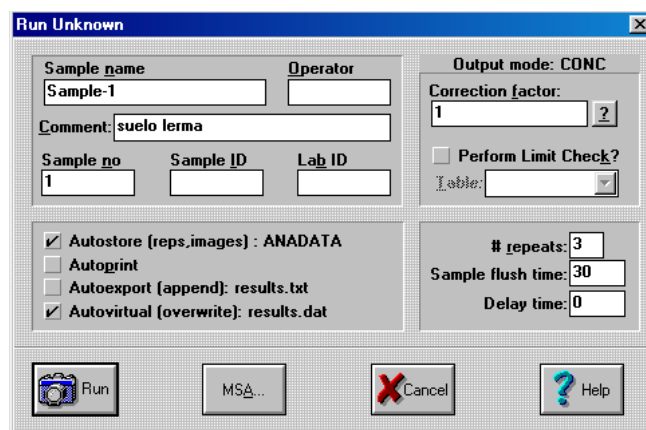 Run Unknown
Sample name
Operator
Sample-1
Comment: suelo lerma
Sample no
Sample ID
Lab ID
1
Output mode: CONC
Correction factor:
1
?
Perform Limit Check?
Table:
Autostore (reps,images) : ANADATA
Autoprint
Autoexport (append): results.txt
Autovirtual (overwrite): results.dat
# repeats: 3
Sample flush time: 30
Delay time: 0
Run
MSA...
Cancel
Help